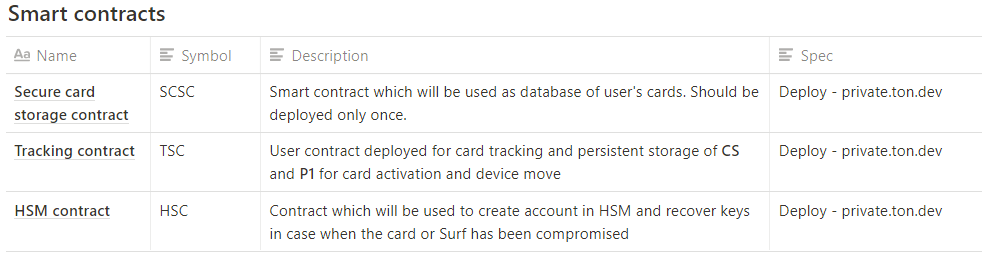 Smart contracts
Aa Name Symbol Description Spec
Secure card SCSC Smart contract which will be used as database of user's cards. Should be Deploy - private.ton.dev
storage contract deployed only once.
Tracking contract TSC User contract deployed for card tracking and persistent storage of CS Deploy - private.ton.dev
and P1 for card activation and device move
HSM contract HSC Contract which will be used to create account in HSM and recover keys Deploy - private.ton.dev
in case when the card or Surf has been compromised